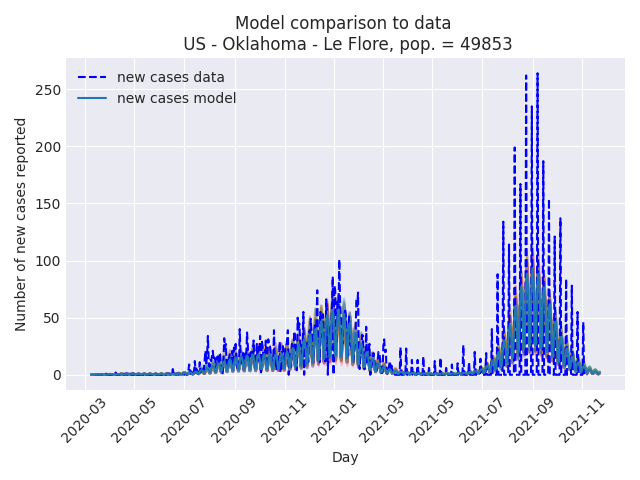 Model comparison to data
US - Oklahoma - Le Flore, pop. = 49853
new cases data
new cases model
Number of new cases reported
250
200
150
100
50
0
2020-03
2020-05
2020-07
2020-09
2020-11
2021-01
2021-03
2021-05
2021-07
2021-09
2021-11
Day